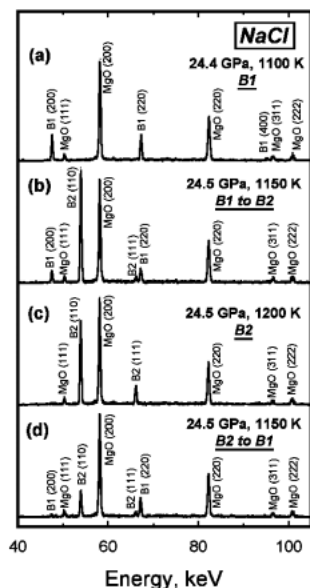 NaCl
(a)
24.4 GPa, 1100 K
B1
B1 (200)
MgO (111)
MgO (200)
B1 (220)
MgO (220)
B1 (400)
MgO (311)
MgO (222)
(b)
24.5 GPa, 1150 K
B1 to B2
B1 (200)
MgO (111)
B2 (110)
MgO (200)
B2 (111)
B1 (220)
MgO (220)
MgO (311)
MgO (222)
(c)
24.5 GPa, 1200 K
B2
MgO (111)
B2 (110)
MgO (200)
B2 (111)
MgO (220)
MgO (311)
MgO (222)
(d)
24.5 GPa, 1150 K
B2 to B1
B1 (200)
MgO (111)
B2 (110)
MgO (200)
B2 (111)
B1 (220)
MgO (220)
MgO (311)
MgO (222)
40 60 80 100
Energy, keV